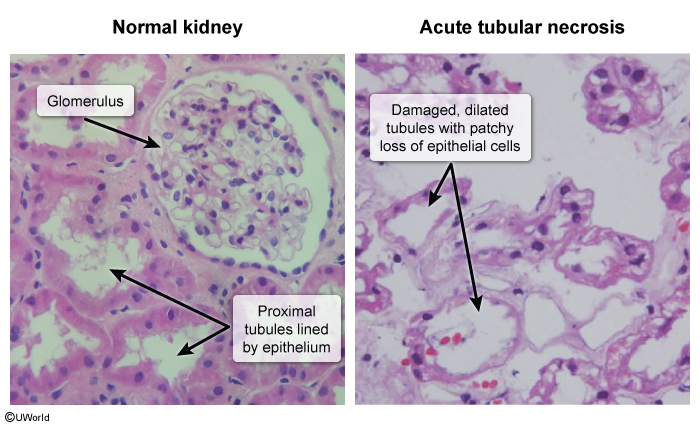 Normal kidney
Acute tubular necrosis
Glomerulus
Damaged, dilated
tubules with patchy
loss of epithelial cells
Proximal
tubules lined
by epithelium
©UWorld